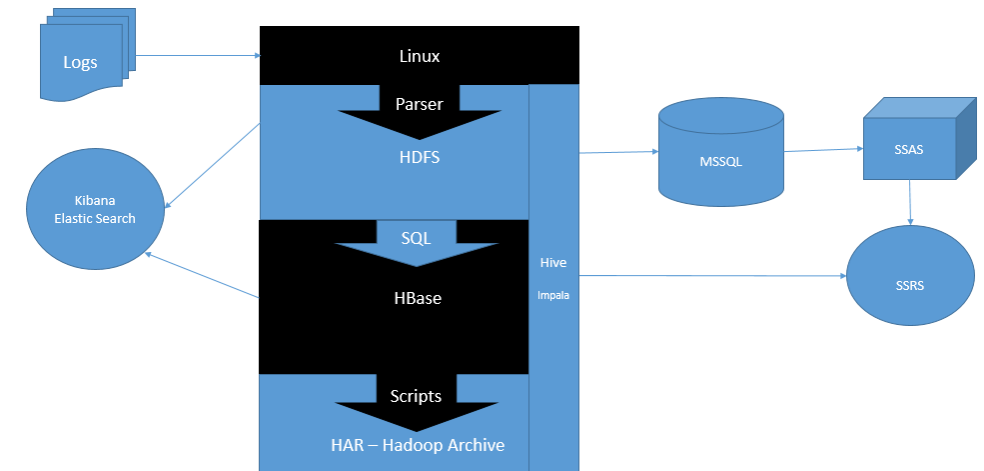 Logs
Linux
Parser
HDFS
Kibana
Elastic Search
MSSQL
SSAS
SQL
HBase
Hive
Impala
SSRS
Scripts
HAR – Hadoop Archive